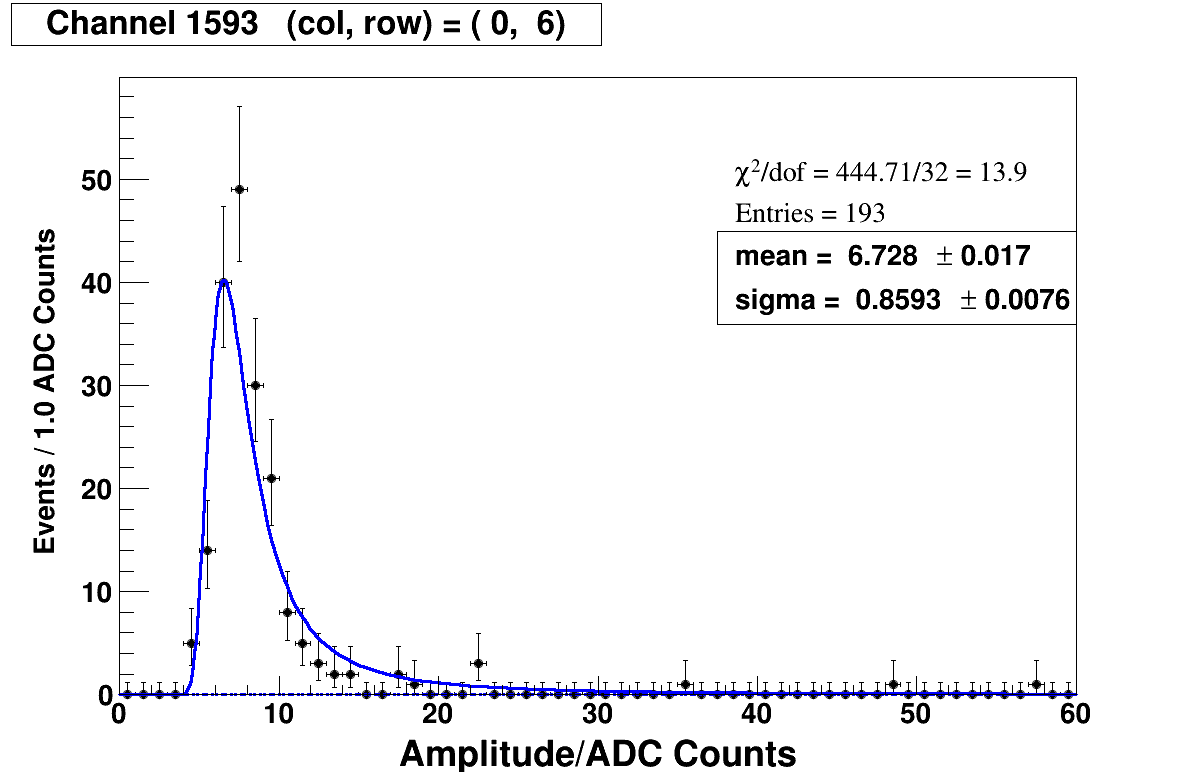 Channel 1593 (col, row) = ( 0, 6)
χ²/dof = 444.71/32 = 13.9
Entries = 193
mean = 6.728 ± 0.017
sigma = 0.8593 ± 0.0076
Events / 1.0 ADC Counts
50
40
30
20
10
0
0 10 20 30 40 50 60
Amplitude/ADC Counts